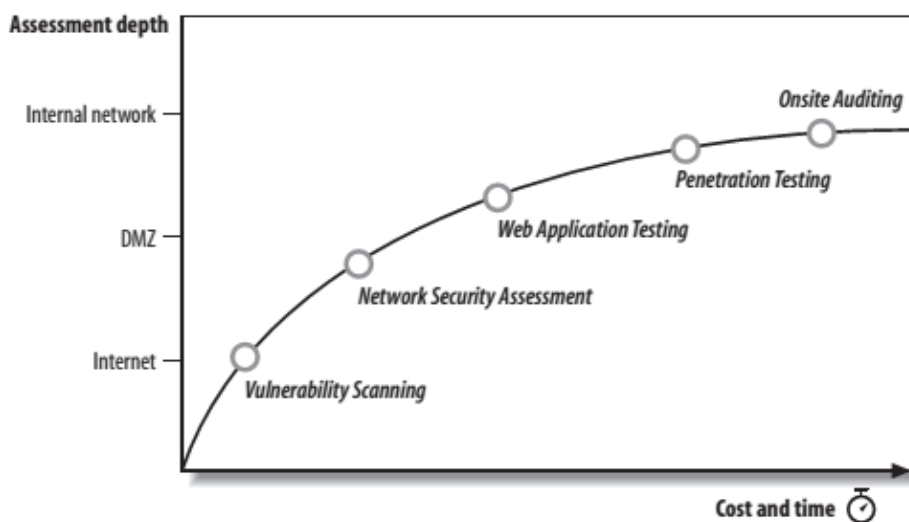 Assessment depth
Internal network
Onsite Auditing
Penetration Testing
Web Application Testing
DMZ
Network Security Assessment
Internet
Vulnerability Scanning
Cost and time